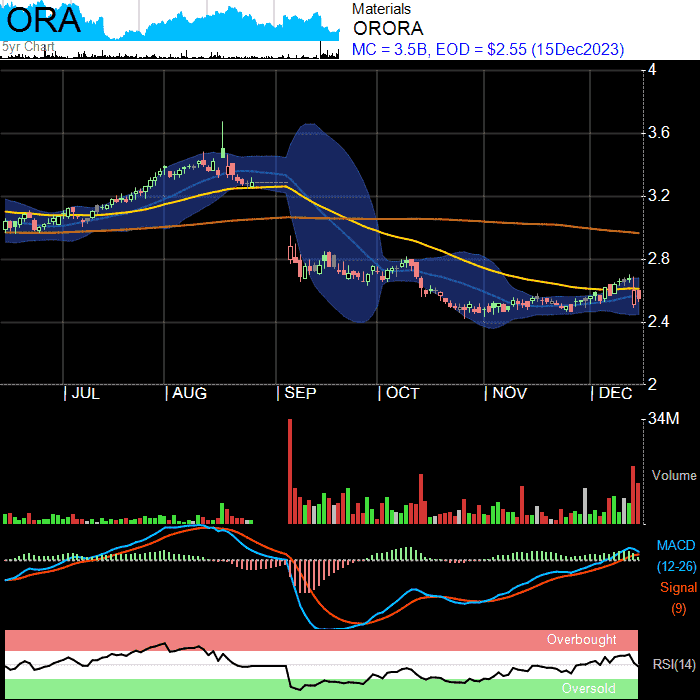 ORA
5yr Chart
Materials
ORORA
MC = 3.5B, EOD = $2.55 (15Dec2023)
4
3.6
3.2
2.8
2.4
2
JUL
AUG
SEP
OCT
NOV
DEC
34M
Volume
MACD
(12-26)
Signal
(9)
Overbought
RSI(14)
Oversold